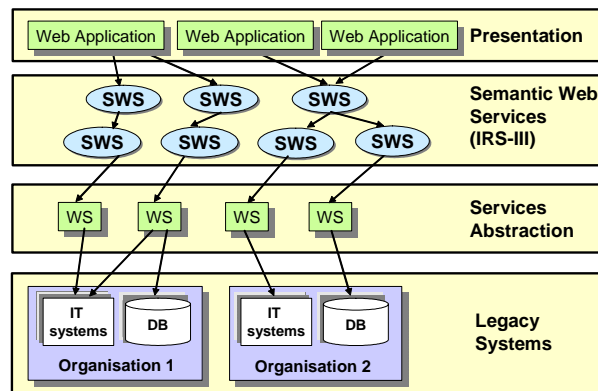 Web Application Web Application Web Application Presentation
SWS SWS SWS
Semantic Web
Services
(IRS-III)
SWS SWS SWS SWS
WS WS WS WS
Services
Abstraction
IT
systems
DB
IT
systems
DB
Legacy
Systems
Organisation 1 Organisation 2